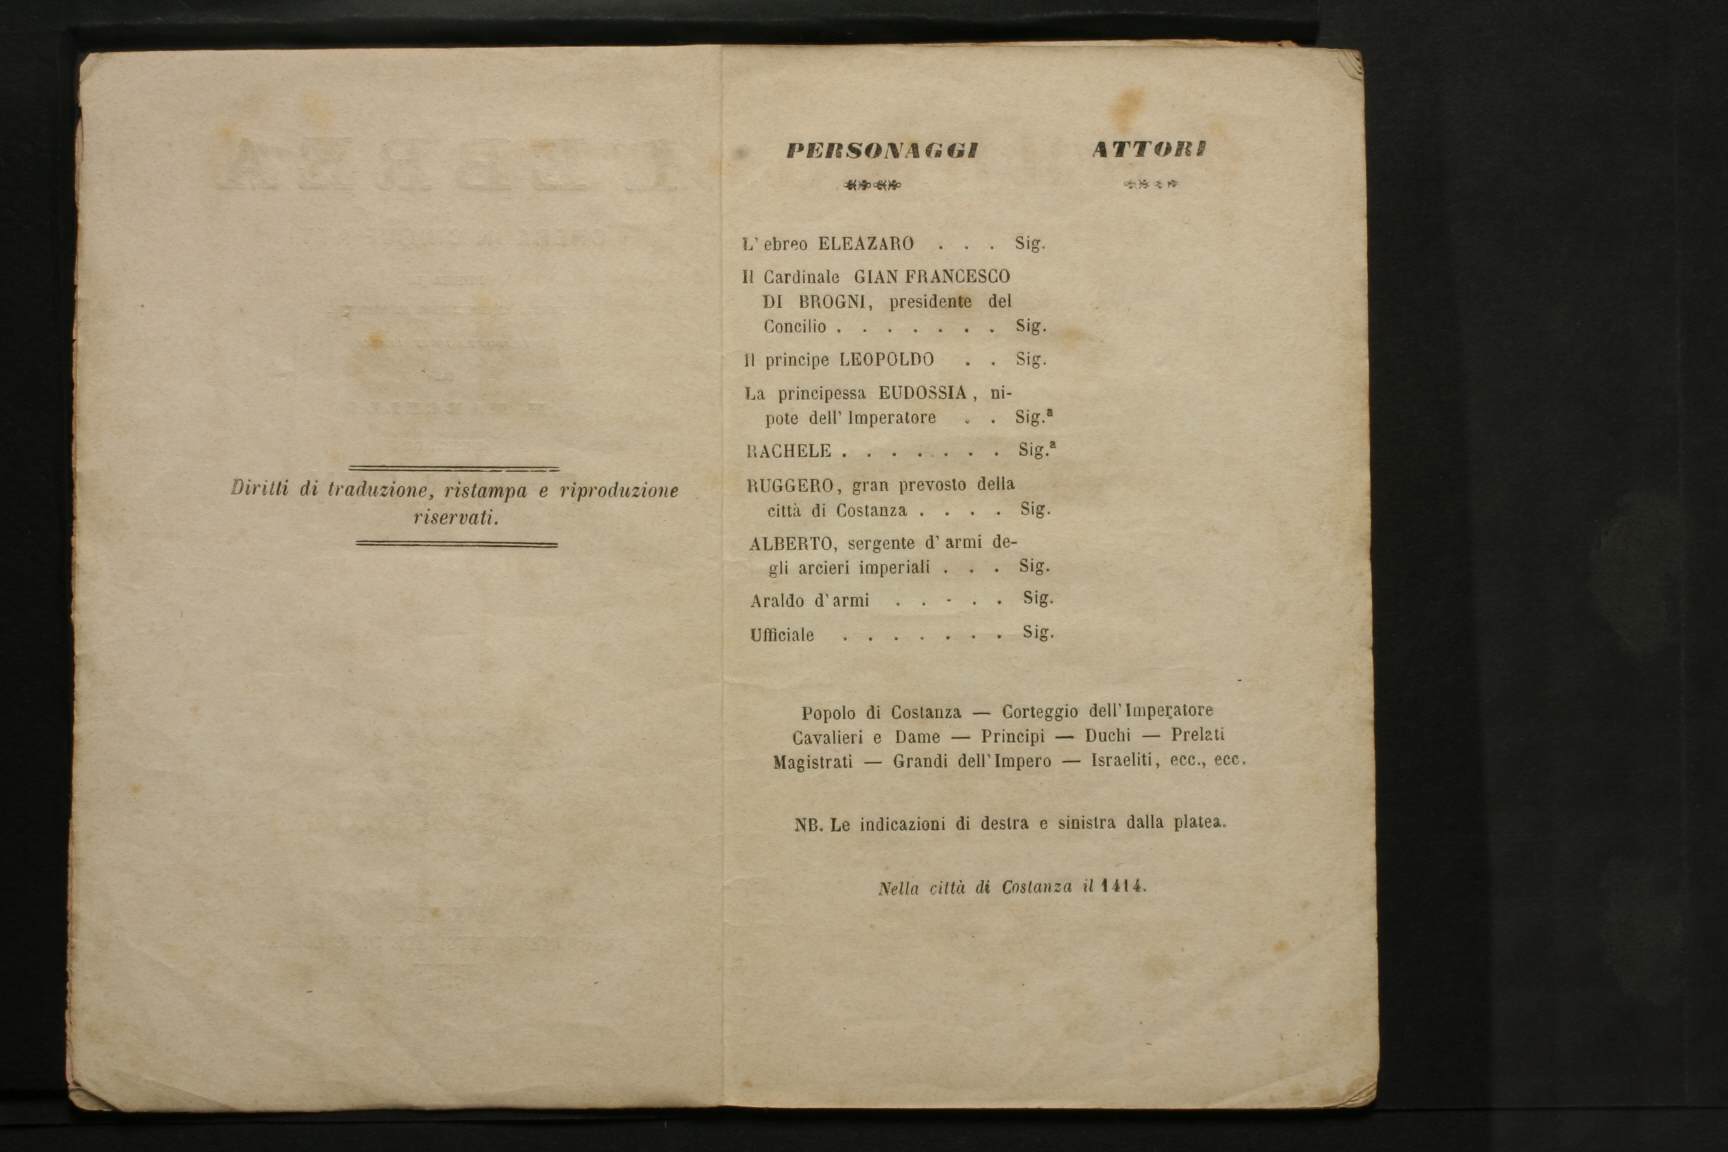 Diritti di traduzione, ristampa e riproduzione
riservati.
PERSONAGGI ATTORI
L'ebreo ELEAZARO . . . Sig.
Il Cardinale GIAN FRANCESCO
DI BROGNI, presidente del
Concilio . . . . . . . Sig.
Il principe LEOPOLDO . . Sig.
La principessa EUDOSSIA, ni-
pote dell'Imperatore . . Sig.ª
RACHELE . . . . . . . Sig.ª
RUGGERO, gran prevosto della
città di Costanza . . . . Sig.
ALBERTO, sergente d'armi de-
gli arcieri imperiali . . . Sig.
Araldo d'armi . . . . . Sig.
Ufficiale . . . . . . . Sig.
Popolo di Costanza — Corteggio dell'Imperatore
Cavalieri e Dame — Principi — Duchi — Prelati
Magistrati — Grandi dell'Impero — Israeliti, ecc., ecc.
NB. Le indicazioni di destra e sinistra dalla platea.
Nella città di Costanza il 1414.